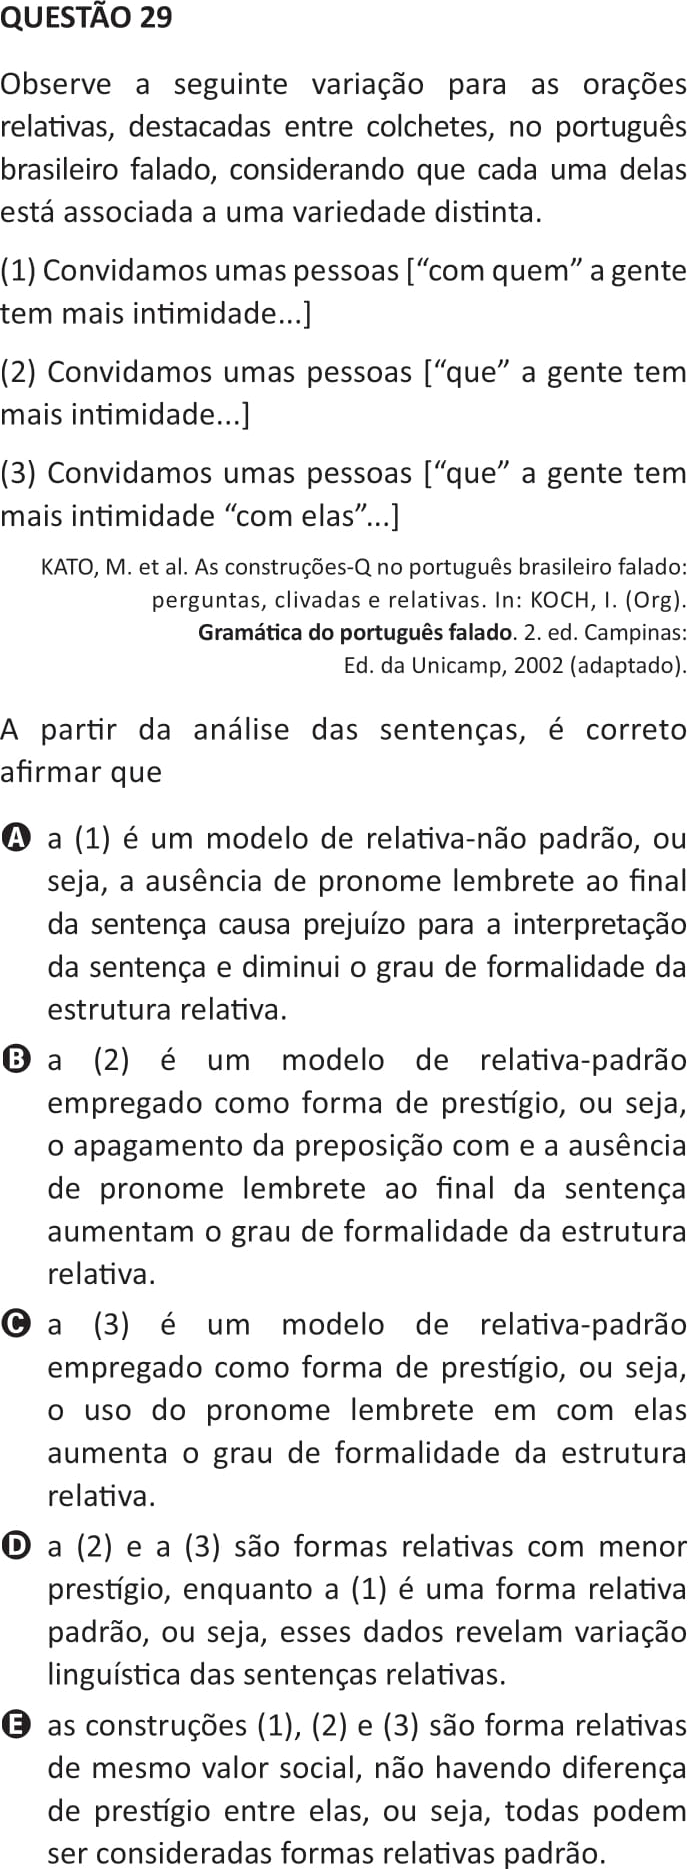 QUESTÃO 29
Observe a seguinte variação para as orações
relativas, destacadas entre colchetes, no português
brasileiro falado, considerando que cada uma delas
está associada a uma variedade distinta.
(1) Convidamos umas pessoas [“com quem” a gente
tem mais intimidade...]
(2) Convidamos umas pessoas [“que” a gente tem
mais intimidade...]
(3) Convidamos umas pessoas [“que” a gente tem
mais intimidade “com elas”...]
KATO, M. et al. As construções-Q no português brasileiro falado:
perguntas, clivadas e relativas. In: KOCH, I. (Org).
Gramática do português falado. 2. ed. Campinas:
Ed. da Unicamp, 2002 (adaptado).
A partir da análise das sentenças, é correto
afirmar que
A a (1) é um modelo de relativa-não padrão, ou
seja, a ausência de pronome lembrete ao final
da sentença causa prejuízo para a interpretação
da sentença e diminui o grau de formalidade da
estrutura relativa.
B a (2) é um modelo de relativa-padrão
empregado como forma de prestígio, ou seja,
o apagamento da preposição com e a ausência
de pronome lembrete ao final da sentença
aumentam o grau de formalidade da estrutura
relativa.
C a (3) é um modelo de relativa-padrão
empregado como forma de prestígio, ou seja,
o uso do pronome lembrete em com elas
aumenta o grau de formalidade da estrutura
relativa.
D a (2) e a (3) são formas relativas com menor
prestígio, enquanto a (1) é uma forma relativa
padrão, ou seja, esses dados revelam variação
linguística das sentenças relativas.
E as construções (1), (2) e (3) são forma relativas
de mesmo valor social, não havendo diferença
de prestígio entre elas, ou seja, todas podem
ser consideradas formas relativas padrão.